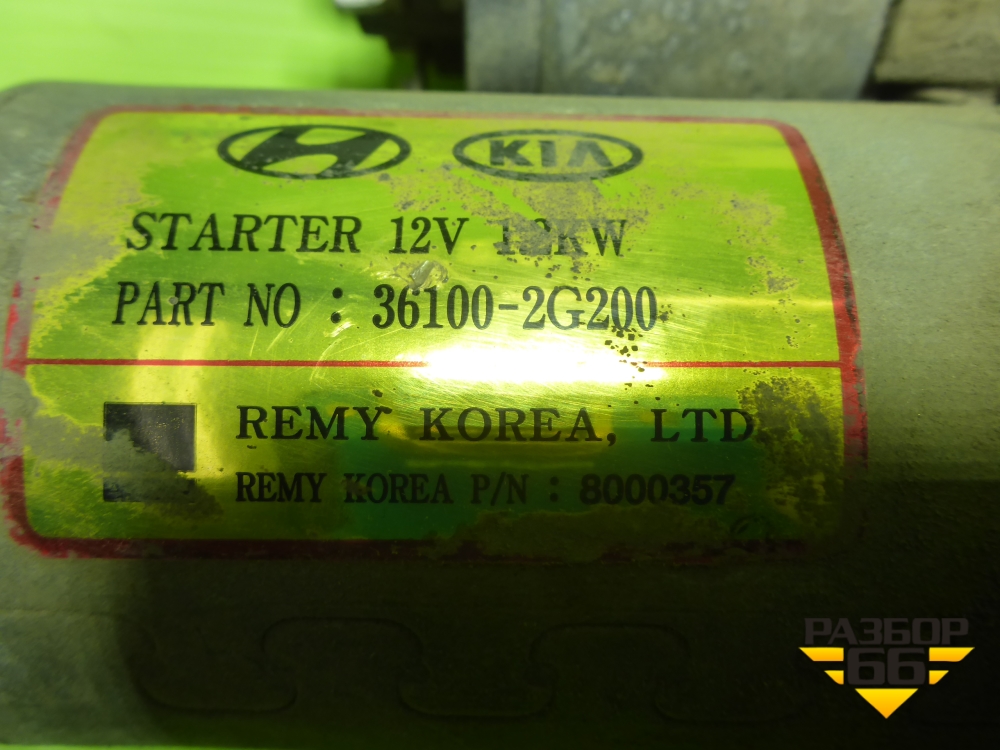 KIA
STARTER 12V
PART NO : 36100-2G200
REMY KOREA, LTD
REMY KOREA P/N : 8000357
РАЗБОР
66